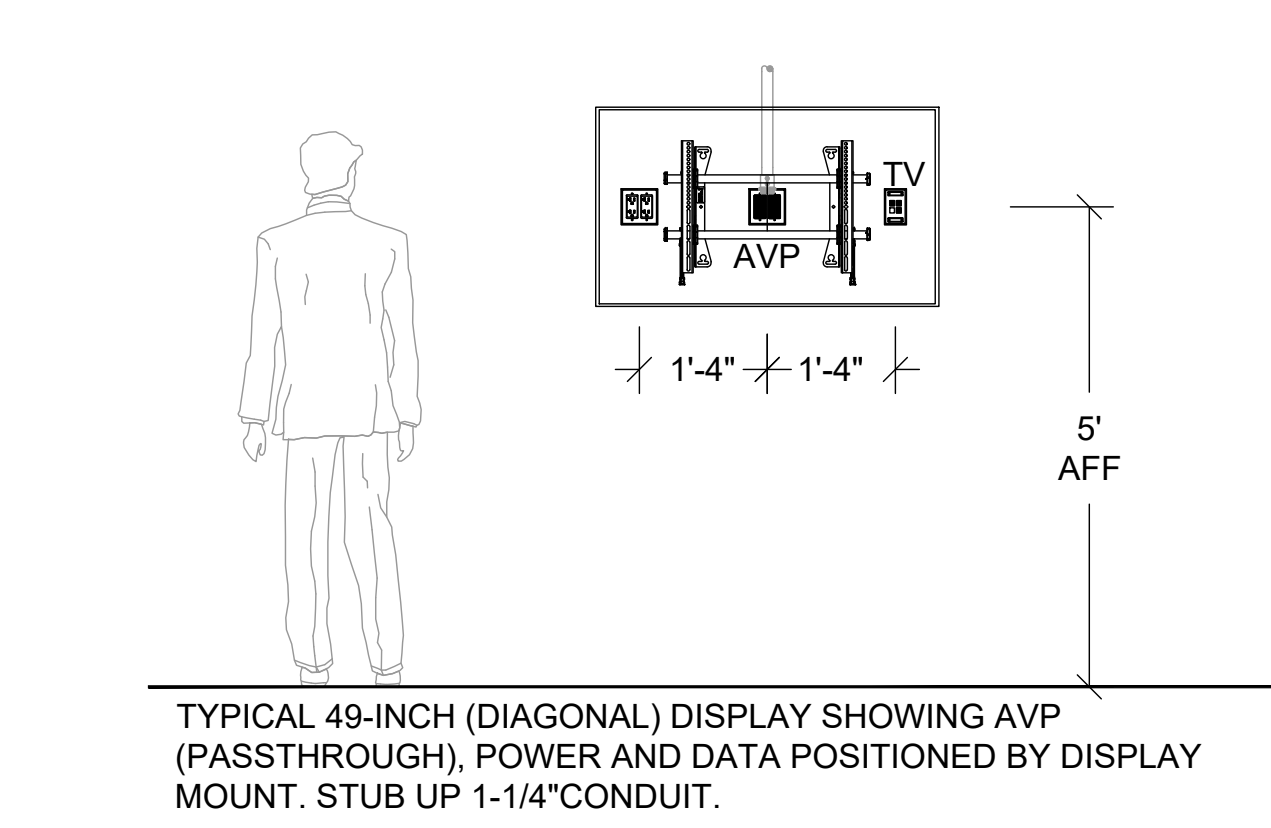 TV
AVP
1'-4" 1'-4"
5'
AFF
TYPICAL 49-INCH (DIAGONAL) DISPLAY SHOWING AVP
(PASSTHROUGH), POWER AND DATA POSITIONED BY DISPLAY
MOUNT. STUB UP 1-1/4"CONDUIT.